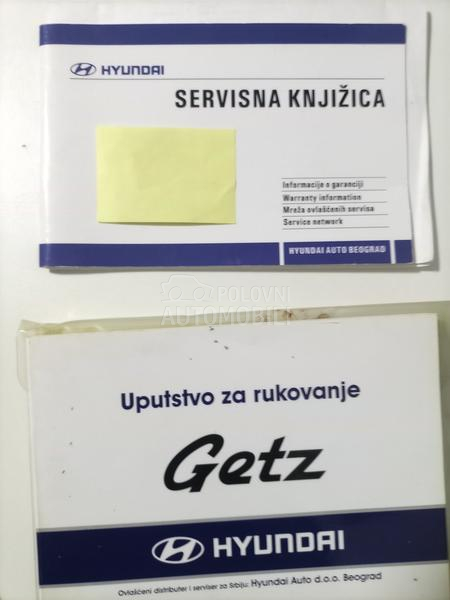 HYUNDAI
SERVISNA KNJIŽICA
Informacije o garanciji
Warranty information
Mreža ovlašćenih servisa
Service network
HYUNDAI AUTO BEOGRAD
POLOVNI
AUTOMOBILI
Uputstvo za rukovanje
Getz
HYUNDAI
Ovlašćeni distributer i serviser za Srbiju: Hyundai Auto d.o.o. Beograd